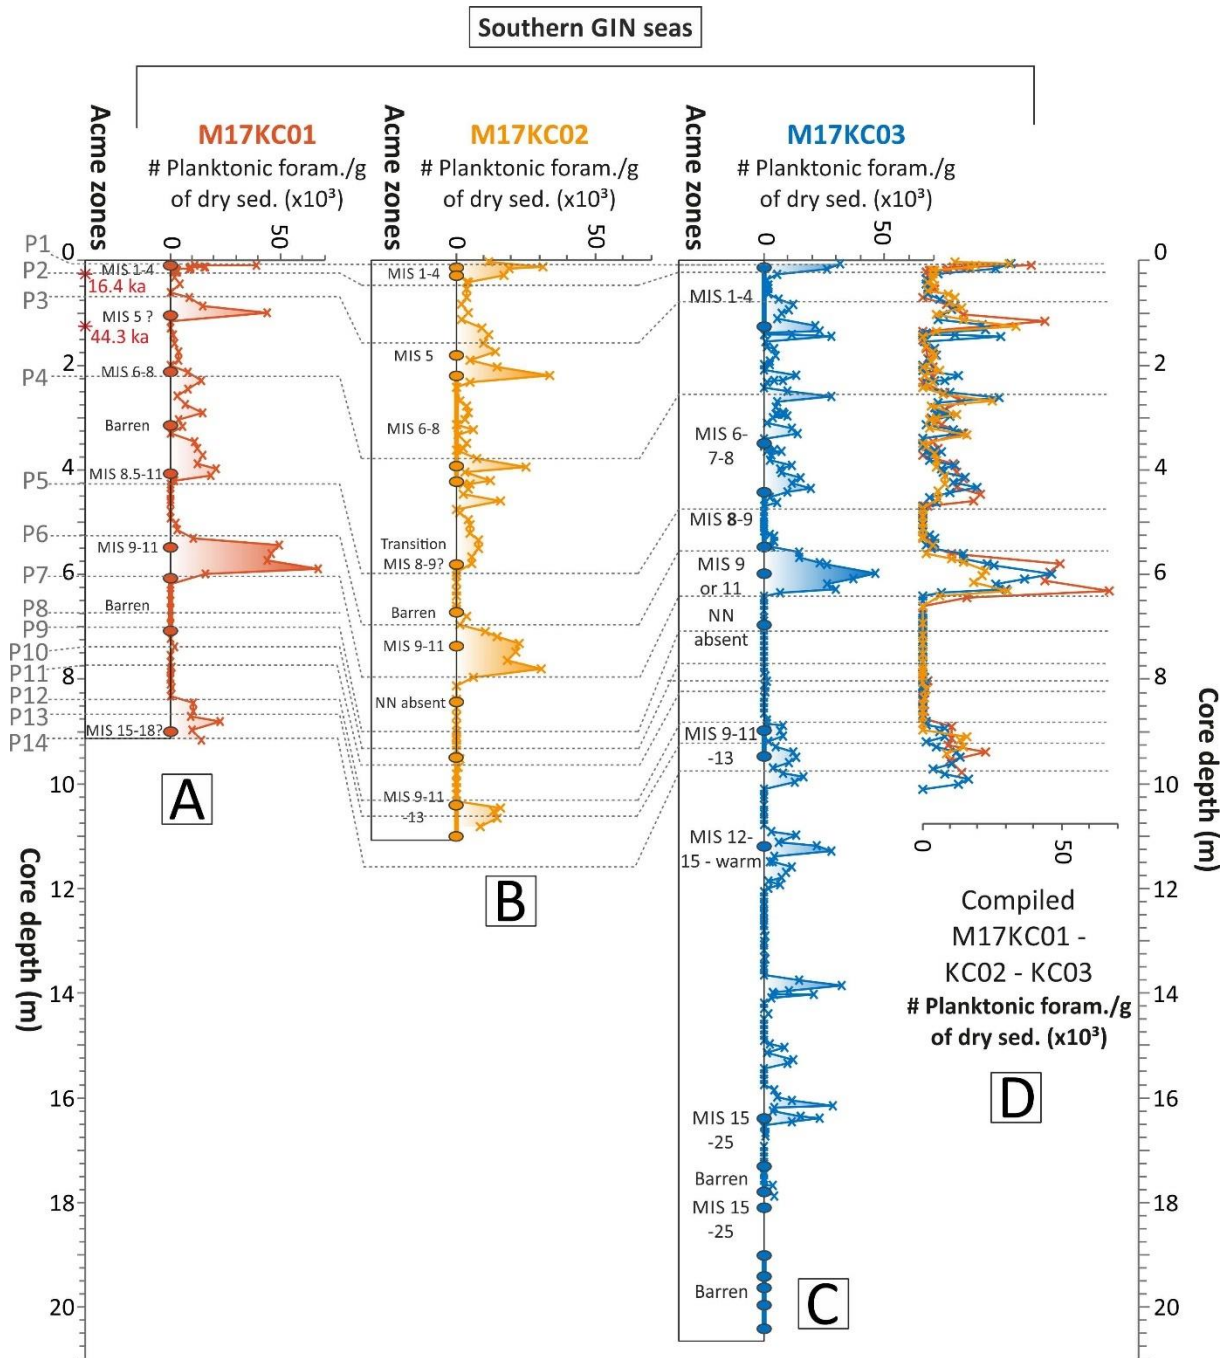 Southern GIN seas
Acme zones
M17KC01
# Planktonic foram./g
of dry sed. (x10³)
0
50
Acme zones
M17KC02
# Planktonic foram./g
of dry sed. (x10³)
0
50
Acme zones
M17KC03
# Planktonic foram./g
of dry sed. (x10³)
0
50
P1
P2
P3
P4
P5
P6
P7
P8
P9
P10
P11
P12
P13
P14
0
2
4
6
8
10
12
14
16
18
20
Core depth (m)
16.4 ka
44.3 ka
MIS 1-4
MIS 5 ?
MIS 6-8
Barren
MIS 8.5-11
MIS 9-11
Barren
MIS 15-18?
A
MIS 1-4
MIS 5
MIS 6-8
Transition
MIS 8-9?
Barren
MIS 9-11
NN absent
MIS 9-11
-13
B
MIS 1-4
MIS 6-
7-8
MIS 8-9
MIS 9
or 11
NN
absent
MIS 9-11
-13
MIS 12-
15 - warm
MIS 15
-25
Barren
MIS 15
-25
Barren
C
0
50
Compiled
M17KC01 -
KC02 - KC03
# Planktonic foram./g
of dry sed. (x10³)
D
0
2
4
6
8
10
12
14
16
18
20
Core depth (m)